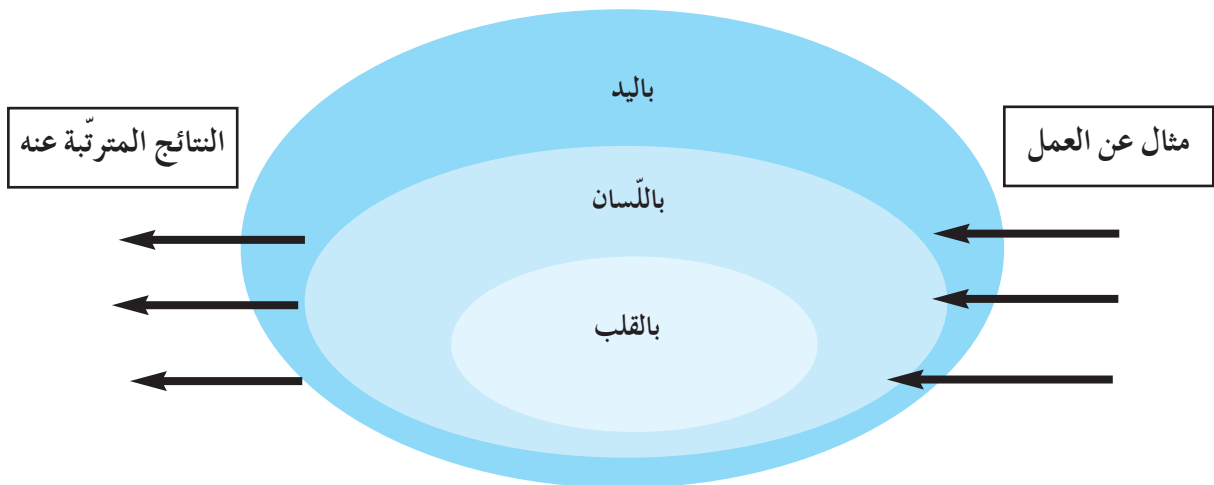 باليد
مثال عن العمل
النتائج المترتّبة عنه
باللّسان
بالقلب